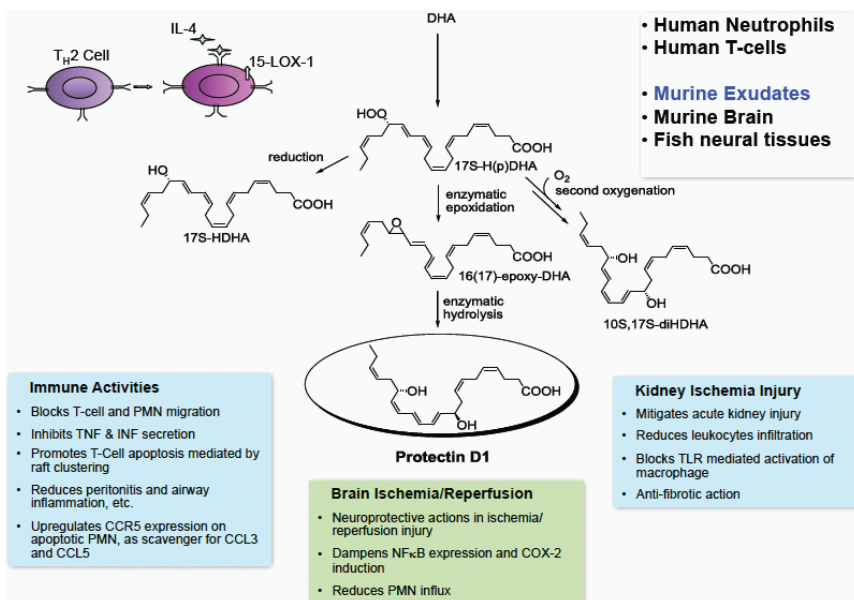 DHA
IL-4
TH2 Cell
15-LOX-1
• Human Neutrophils
• Human T-cells
• Murine Exudates
• Murine Brain
• Fish neural tissues
HOO
COOH
17S-H(p)DHA
reduction
HO
COOH
17S-HDHA
enzymatic
epoxidation
O2
second oxygenation
O
COOH
16(17)-epoxy-DHA
OH
COOH
OH
10S,17S-diHDHA
enzymatic
hydrolysis
OH
COOH
OH
Protectin D1
Immune Activities
• Blocks T-cell and PMN migration
• Inhibits TNF & INF secretion
• Promotes T-Cell apoptosis mediated by
raft clustering
• Reduces peritonitis and airway
inflammation, etc.
• Upregulates CCR5 expression on
apoptotic PMN, as scavenger for CCL3
and CCL5
Brain Ischemia/Reperfusion
• Neuroprotective actions in ischemia/
reperfusion injury
• Dampens NFκB expression and COX-2
induction
• Reduces PMN influx
Kidney Ischemia Injury
• Mitigates acute kidney injury
• Reduces leukocytes infiltration
• Blocks TLR mediated activation of
macrophage
• Anti-fibrotic action